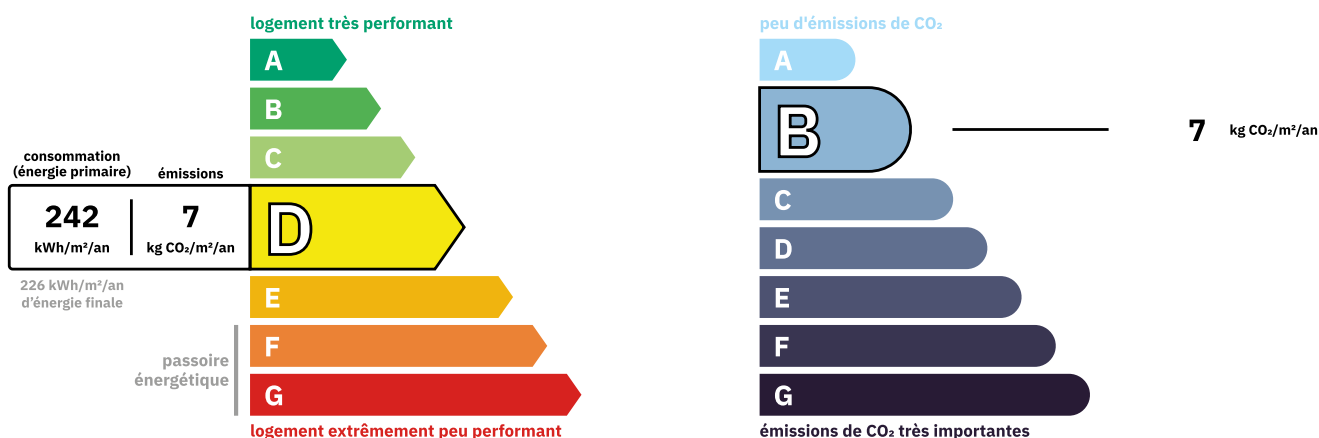 logement très performant
A
B
C
consommation
(énergie primaire)
émissions
242
kWh/m²/an
7
kg CO₂/m²/an
D
226 kWh/m²/an
d'énergie finale
E
passoire
énergétique
F
G
logement extrêmement peu performant
peu d'émissions de CO₂
A
B
7 kg CO₂/m²/an
C
D
E
F
G
émissions de CO₂ très importantes